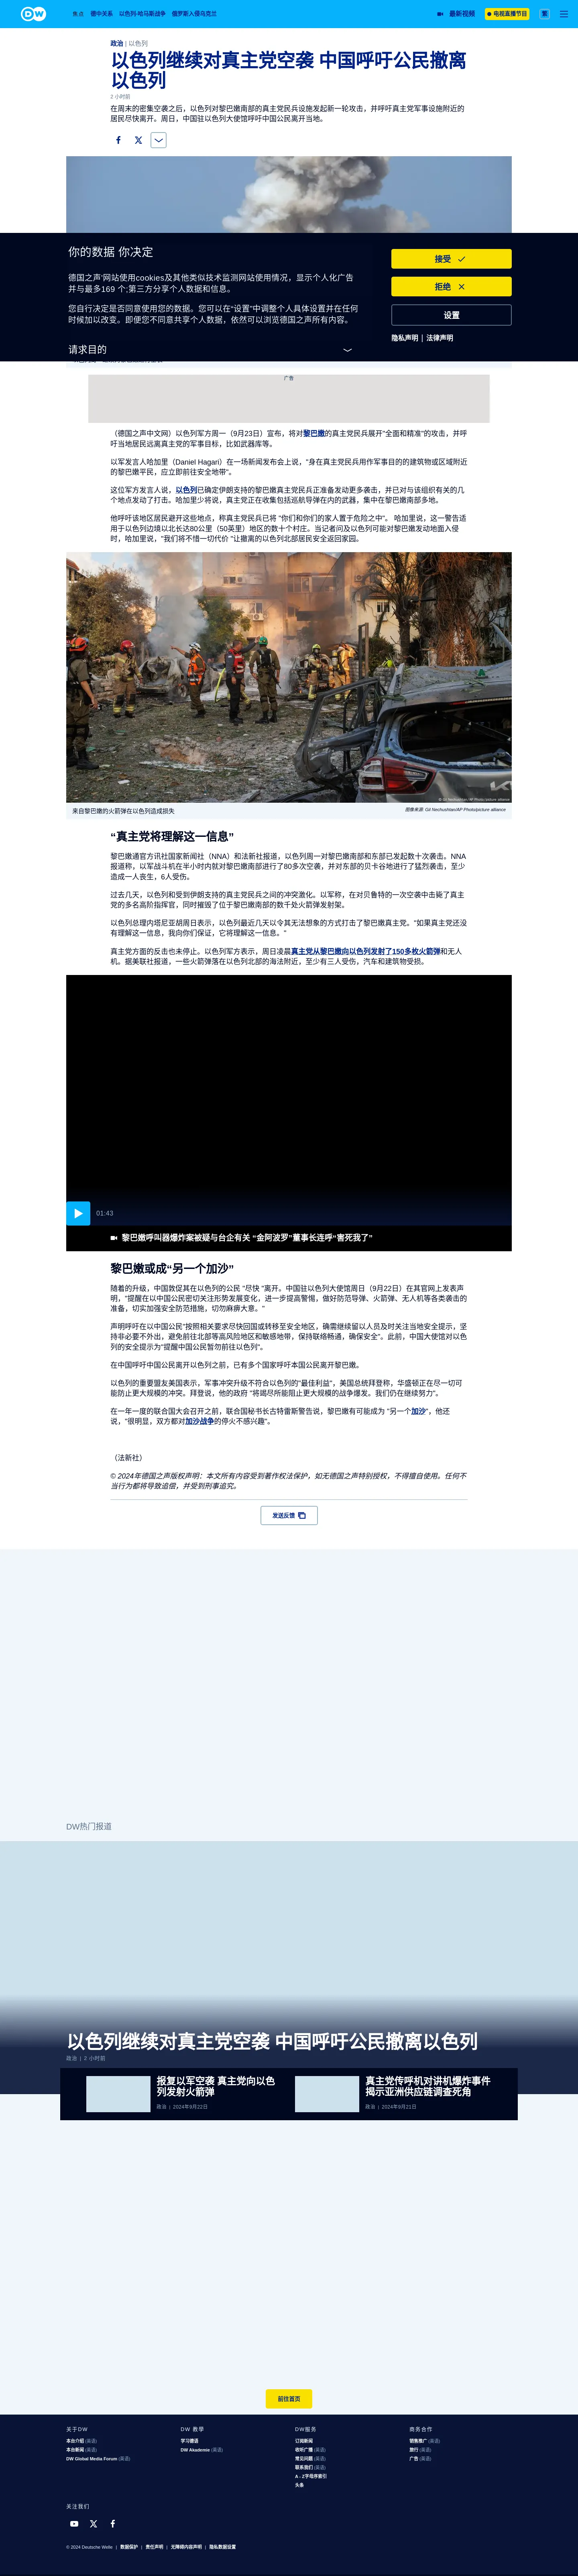 DW
焦点 德中关系 以色列-哈马斯战争 俄罗斯入侵乌克兰 最新视频 电视直播节目 繁
政治 | 以色列
以色列继续对真主党空袭 中国呼吁公民撤离
以色列
2 小时前
在周末的密集空袭之后，以色列对黎巴嫩南部的真主党民兵设施发起新一轮攻击，并呼吁真主党军事设施附近的
居民尽快离开。周日，中国驻以色列大使馆呼吁中国公民离开当地。
你的数据 你决定
德国之声'网站使用cookies及其他类似技术监测网站使用情况，显示个人化广告
并与最多169 个;第三方分享个人数据和信息。
您自行决定是否同意使用您的数据。您可以在"设置"中调整个人具体设置并在任何
时候加以改变。即便您不同意共享个人数据，依然可以浏览德国之声所有内容。
请求目的
接受
拒绝
设置
隐私声明 | 法律声明
广告
（德国之声中文网）以色列军方周一（9月23日）宣布，将对黎巴嫩的真主党民兵展开"全面和精准"的攻击，并呼
吁当地居民远离真主党的军事目标，比如武器库等。
以军发言人哈加里（Daniel Hagari）在一场新闻发布会上说，"身在真主党民兵用作军事目的的建筑物或区域附近
的黎巴嫩平民，应立即前往安全地带"。
这位军方发言人说，以色列已确定伊朗支持的黎巴嫩真主党民兵正准备发动更多袭击，并已对与该组织有关的几
个地点发动了打击。哈加里少将说，真主党正在收集包括巡航导弹在内的武器，集中在黎巴嫩南部多地。
他呼吁该地区居民避开这些地点，称真主党民兵已将 "你们和你们的家人置于危险之中"。 哈加里说，这一警告适
用于以色列边境以北长达80公里（50英里）地区的数十个村庄。当记者问及以色列可能对黎巴嫩发动地面入侵
时，哈加里说，"我们将不惜一切代价 "让撤离的以色列北部居民安全返回家园。
© Gil Nechushtan/AP Photo/picture alliance
来自黎巴嫩的火箭弹在以色列造成损失
图像来源: Gil Nechushtan/AP Photo/picture alliance
“真主党将理解这一信息”
黎巴嫩通官方讯社国家新闻社（NNA）和法新社报道，以色列周一对黎巴嫩南部和东部已发起数十次袭击。NNA
报道称，以军战斗机在半小时内就对黎巴嫩南部进行了80多次空袭，并对东部的贝卡谷地进行了猛烈袭击，至少
造成一人丧生，6人受伤。
过去几天，以色列和受到伊朗支持的真主党民兵之间的冲突激化。以军称，在对贝鲁特的一次空袭中击毙了真主
党的多名高阶指挥官，同时摧毁了位于黎巴嫩南部的数千处火箭弹发射架。
以色列总理内塔尼亚胡周日表示，以色列最近几天以令其无法想象的方式打击了黎巴嫩真主党。"如果真主党还没
有理解这一信息，我向你们保证，它将理解这一信息。"
真主党方面的反击也未停止。以色列军方表示，周日凌晨真主党从黎巴嫩向以色列发射了150多枚火箭弹和无人
机。据美联社报道，一些火箭弹落在以色列北部的海法附近，至少有三人受伤，汽车和建筑物受损。
01:43
黎巴嫩呼叫器爆炸案被疑与台企有关 “金阿波罗”董事长连呼“害死我了”
黎巴嫩或成“另一个加沙”
随着的升级，中国敦促其在以色列的公民 "尽快 "离开。中国驻以色列大使馆周日（9月22日）在其官网上发表声
明，"提醒在以中国公民密切关注形势发展变化，进一步提高警惕，做好防范导弹、火箭弹、无人机等各类袭击的
准备，切实加强安全防范措施，切勿麻痹大意。"
声明呼吁在以中国公民"按照相关要求尽快回国或转移至安全地区，确需继续留以人员及时关注当地安全提示，坚
持非必要不外出，避免前往北部等高风险地区和敏感地带，保持联络畅通，确保安全"。此前，中国大使馆对以色
列的安全提示为"提醒中国公民暂勿前往以色列"。
在中国呼吁中国公民离开以色列之前，已有多个国家呼吁本国公民离开黎巴嫩。
以色列的重要盟友美国表示，军事冲突升级不符合以色列的"最佳利益"，美国总统拜登称，华盛顿正在尽一切可
能防止更大规模的冲突。拜登说，他的政府 "将竭尽所能阻止更大规模的战争爆发。我们仍在继续努力"。
在一年一度的联合国大会召开之前，联合国秘书长古特雷斯警告说，黎巴嫩有可能成为 "另一个加沙"，他还
说，"很明显，双方都对加沙战争的停火不感兴趣"。
（法新社）
© 2024年德国之声版权声明：本文所有内容受到著作权法保护，如无德国之声特别授权，不得擅自使用。任何不
当行为都将导致追偿，并受到刑事追究。
发送反馈
DW热门报道
以色列继续对真主党空袭 中国呼吁公民撤离以色列
政治 | 2 小时前
报复以军空袭 真主党向以色
列发射火箭弹
政治 | 2024年9月22日
真主党传呼机对讲机爆炸事件
揭示亚洲供应链调查死角
政治 | 2024年9月21日
前往首页
关于DW
本台介绍 (英语)
本台新闻 (英语)
DW Global Media Forum (英语)
DW 教学
学习德语
DW Akademie (英语)
DW服务
订阅新闻
收听广播 (英语)
常见问题 (英语)
联系我们 (英语)
A - Z字母序索引
头条
商务合作
销售推广 (英语)
旅行 (英语)
广告 (英语)
关注我们
© 2024 Deutsche Welle | 数据保护 | 责任声明 | 无障碍内容声明 | 隐私数据设置